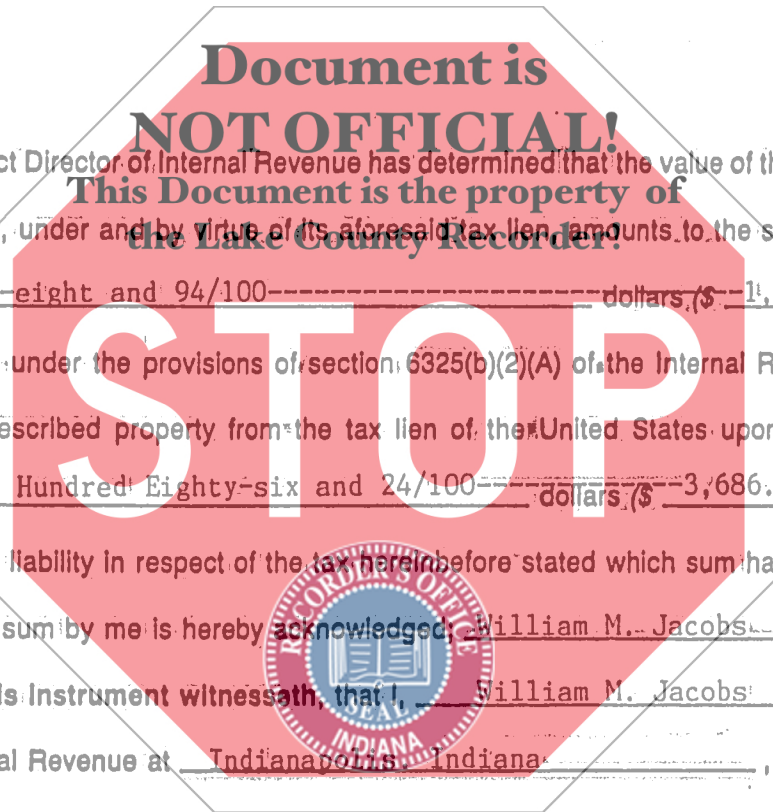 Document is
NOT OFFICIAL!
ct Director of Internal Revenue has determined that the value of th
This Document is the property of
, under and by virtue of its aforesaid tax lien, amounts to the s
the Lake County Recorder!
-eight and 94/100---dollars ($ --1,
under the provisions of section 6325(b)(2)(A) of the Internal R
STOP
escribed property from the tax lien of the United States upon
Hundred Eighty-six and 24/100---dollars ($ --3,686.
liability in respect of the tax hereinbefore stated which sum ha
sum by me is hereby acknowledged; William M. Jacobs
is Instrument witnesseth, that I, William M. Jacobs
al Revenue at Indianapolis, Indiana ,
RECORDER'S OFFICE
SEAL
INDIANA